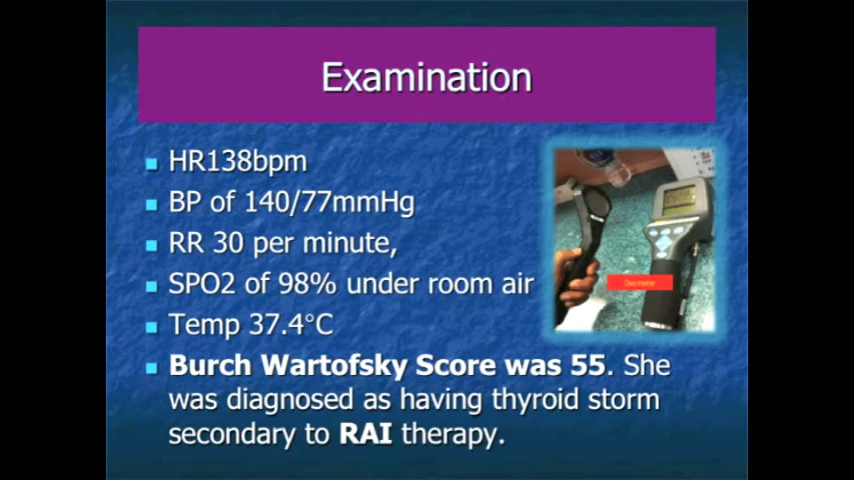 Examination
HR138bpm
BP of 140/77mmHg
RR 30 per minute,
SPO2 of 98% under room air
Temp 37.4°C
Burch Wartofsky Score was 55. She
was diagnosed as having thyroid storm
secondary to RAI therapy.